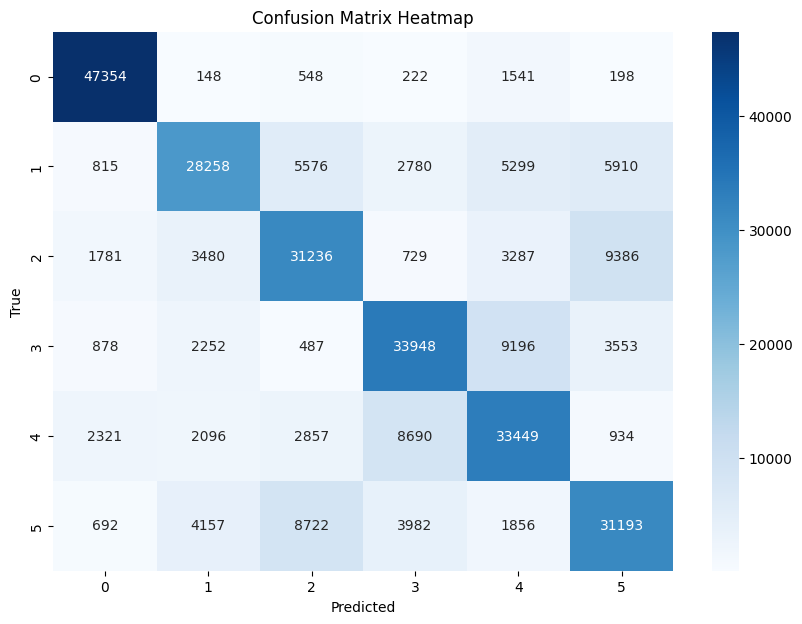 Confusion Matrix Heatmap
0 47354 148 548 222 1541 198
1 815 28258 5576 2780 5299 5910
2 1781 3480 31236 729 3287 9386
3 878 2252 487 33948 9196 3553
4 2321 2096 2857 8690 33449 934
5 692 4157 8722 3982 1856 31193
0 1 2 3 4 5
Predicted
True
40000
30000
20000
10000